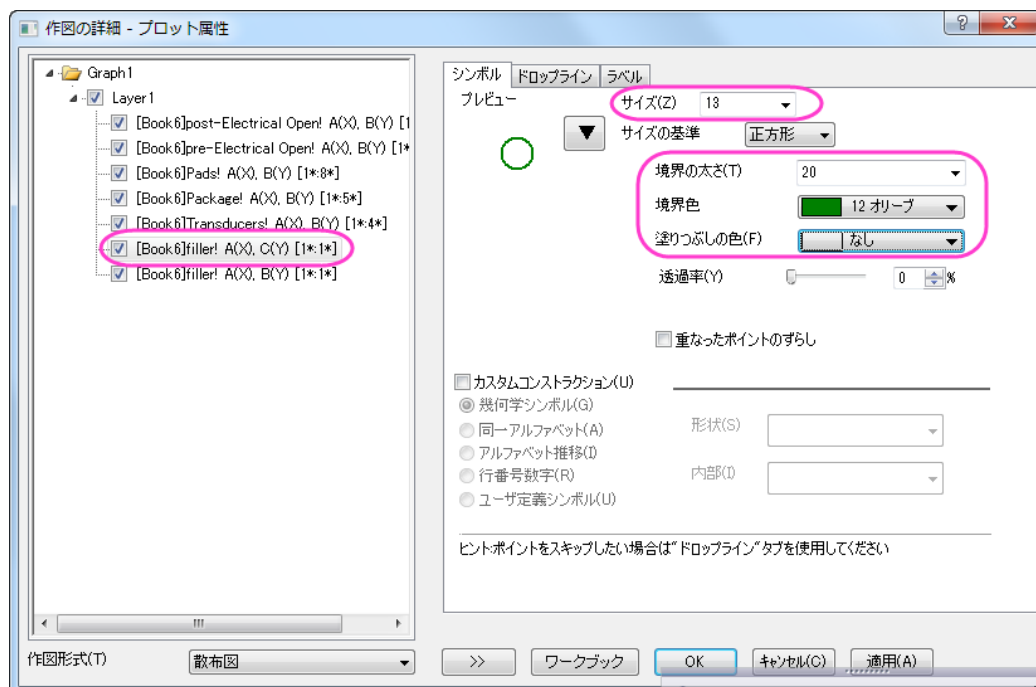 作図の詳細 - プロット属性
Graph1
Layer1
[Book6]post-Electrical Open! A(X), B(Y) [1
[Book6]pre-Electrical Open! A(X), B(Y) [1*
[Book6]Pads! A(X), B(Y) [1*:8*]
[Book6]Package! A(X), B(Y) [1*:5*]
[Book6]Transducers! A(X), B(Y) [1*:4*]
[Book6]filler! A(X), C(Y) [1*:1*]
[Book6]filler! A(X), B(Y) [1*:1*]
作図形式(T) 散布図
シンボル ドロップライン ラベル
プレビュー
サイズ(Z) 13
サイズの基準 正方形
境界の太さ(T) 20
境界色 12 オリーブ
塗りつぶしの色(F) なし
透過率(Y) 0 %
重なったポイントのずらし
カスタムコンストラクション(U)
幾何学シンボル(G)
同一アルファベット(A)
アルファベット推移(I)
行番号数字(R)
ユーザ定義シンボル(U)
形状(S)
内部(I)
ヒント:ポイントをスキップしたい場合は"ドロップライン"タブを使用してください
>> ワークブック OK キャンセル(C) 適用(A)